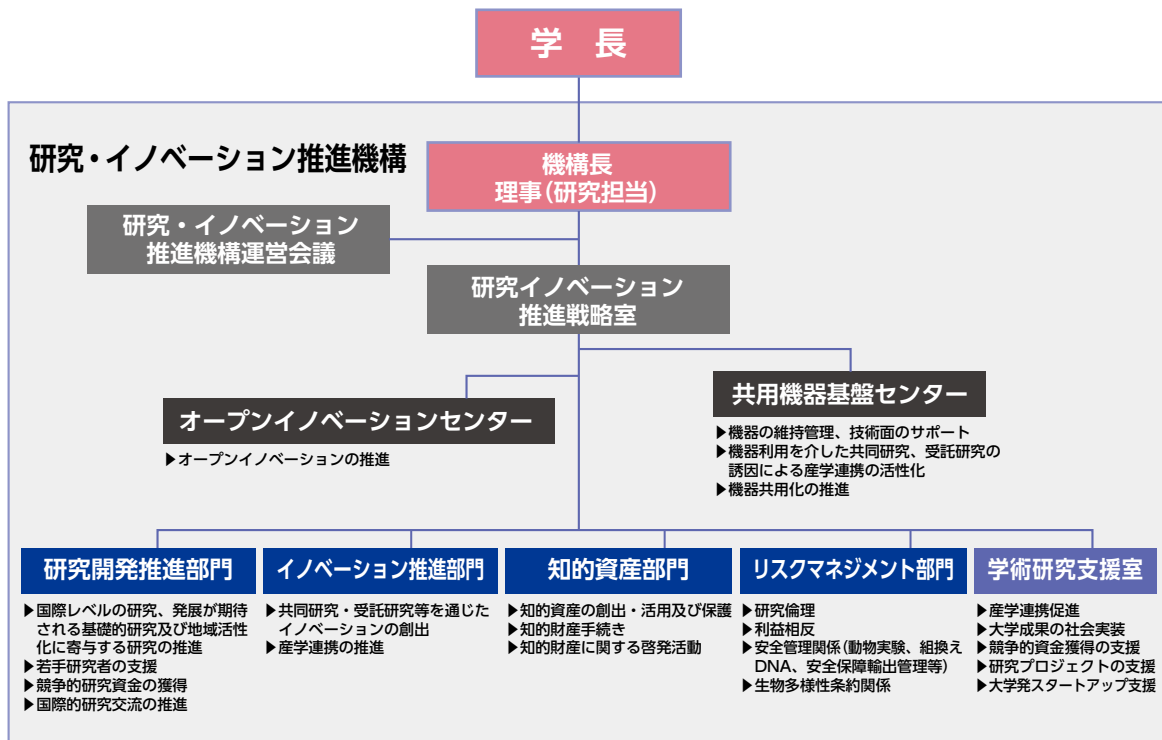 学 長
研究・イノベーション推進機構
機構長
理事(研究担当)
研究・イノベーション
推進機構運営会議
研究イノベーション
推進戦略室
オープンイノベーションセンター
▶オープンイノベーションの推進
共用機器基盤センター
▶機器の維持管理、技術面のサポート
▶機器利用を介した共同研究、受託研究の
誘因による産学連携の活性化
▶機器共用化の推進
研究開発推進部門
▶国際レベルの研究、発展が期待
される基礎的研究及び地域活性
化に寄与する研究の推進
▶若手研究者の支援
▶競争的研究資金の獲得
▶国際的研究交流の推進
イノベーション推進部門
▶共同研究・受託研究等を通じた
イノベーションの創出
▶産学連携の推進
知的資産部門
▶知的資産の創出・活用及び保護
▶知的財産手続き
▶知的財産に関する啓発活動
リスクマネジメント部門
▶研究倫理
▶利益相反
▶安全管理関係(動物実験、組換え
DNA、安全保障輸出管理等)
▶生物多様性条約関係
学術研究支援室
▶産学連携促進
▶大学成果の社会実装
▶競争的資金獲得の支援
▶研究プロジェクトの支援
▶大学発スタートアップ支援